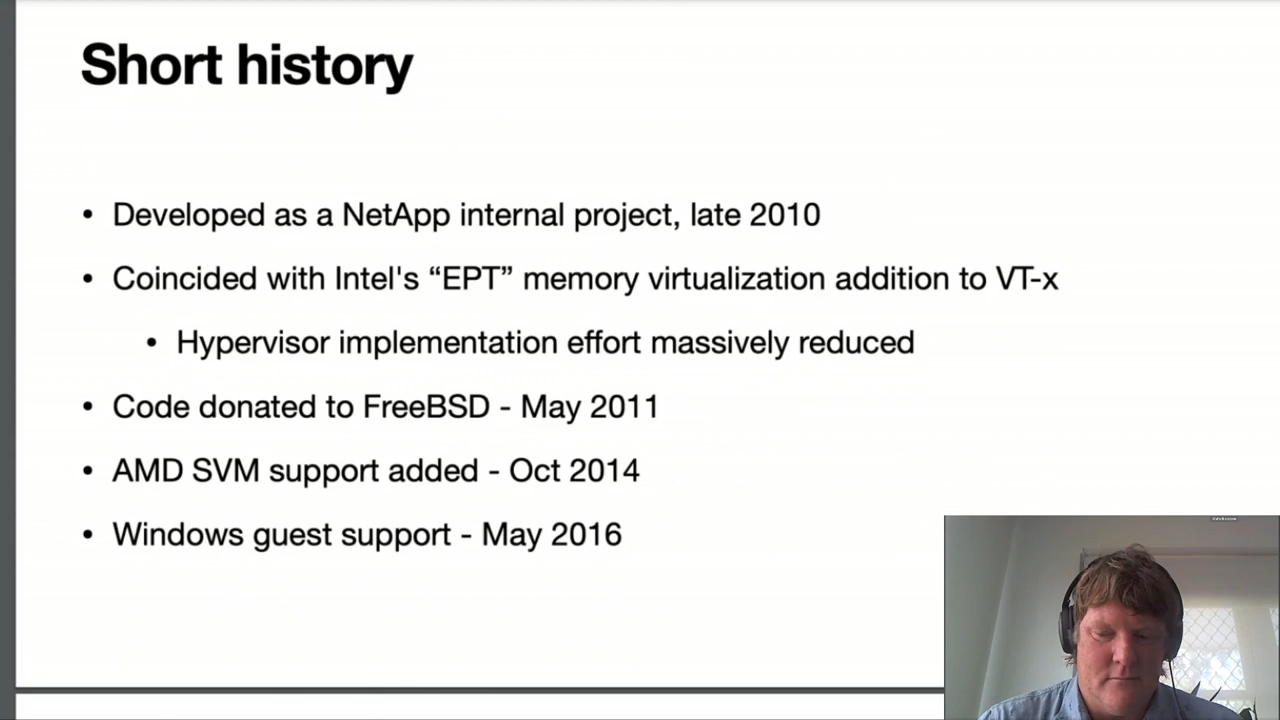 Short history
• Developed as a NetApp internal project, late 2010
• Coincided with Intel's “EPT” memory virtualization addition to VT-x
• Hypervisor implementation effort massively reduced
• Code donated to FreeBSD - May 2011
• AMD SVM support added - Oct 2014
• Windows guest support - May 2016